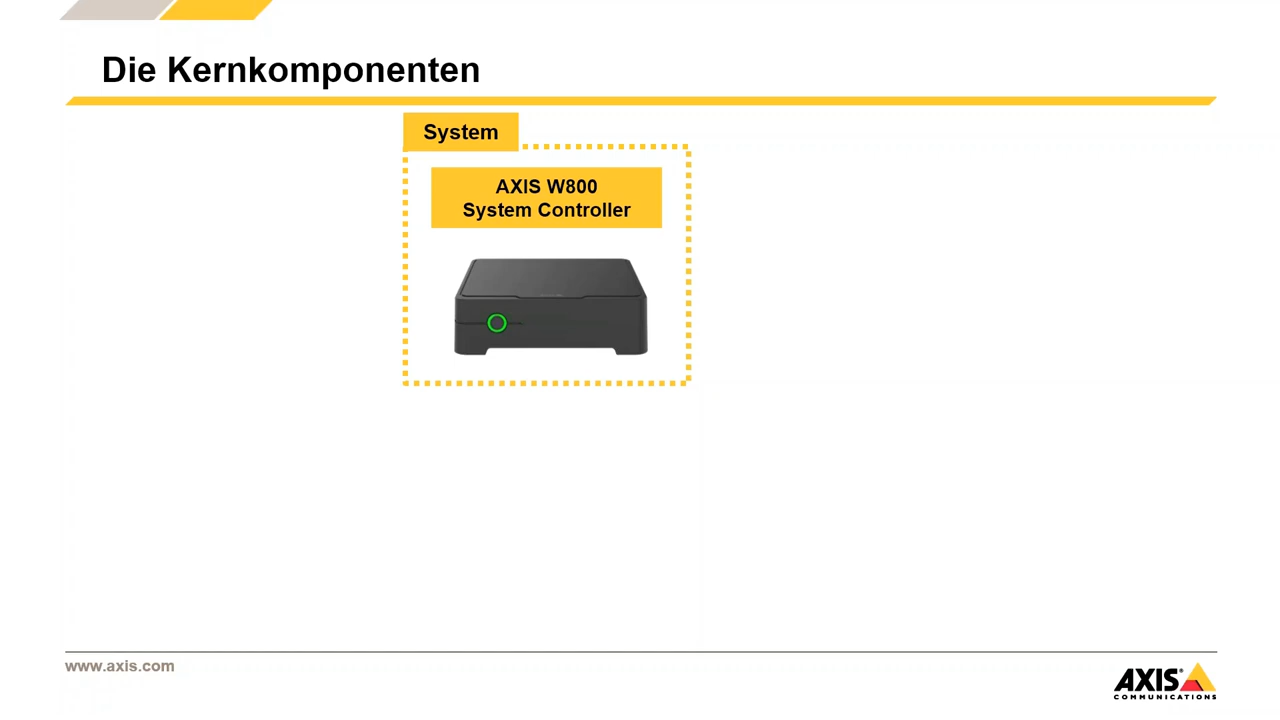 Die Kernkomponenten
System
AXIS W800
System Controller
www.axis.com
AXIS
COMMUNICATIONS